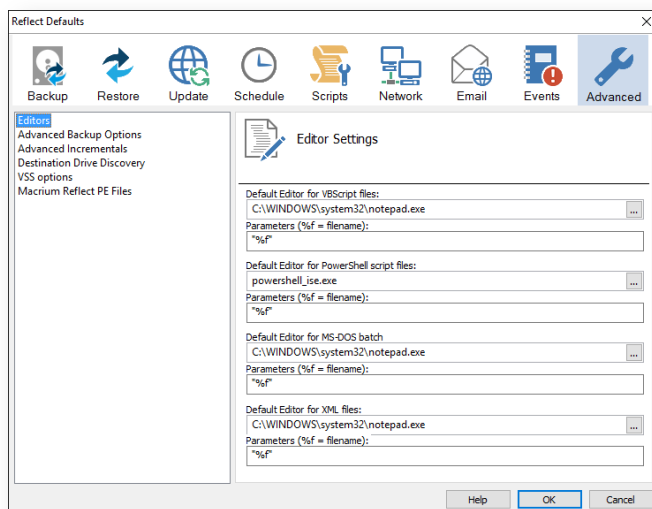 Reflect Defaults
Backup Restore Update Schedule Scripts Network Email Events Advanced
Editors
Advanced Backup Options
Advanced Incrementals
Destination Drive Discovery
VSS options
Macrium Reflect PE Files
Editor Settings
Default Editor for VBScript files:
C:\WINDOWS\system32\notepad.exe ...
Parameters (%f = filename):
"%f"
Default Editor for PowerShell script files:
powershell_ise.exe ...
Parameters (%f = filename):
"%f"
Default Editor for MS-DOS batch
C:\WINDOWS\system32\notepad.exe ...
Parameters (%f = filename):
"%f"
Default Editor for XML files:
C:\WINDOWS\system32\notepad.exe ...
Parameters (%f = filename):
"%f"
Help OK Cancel